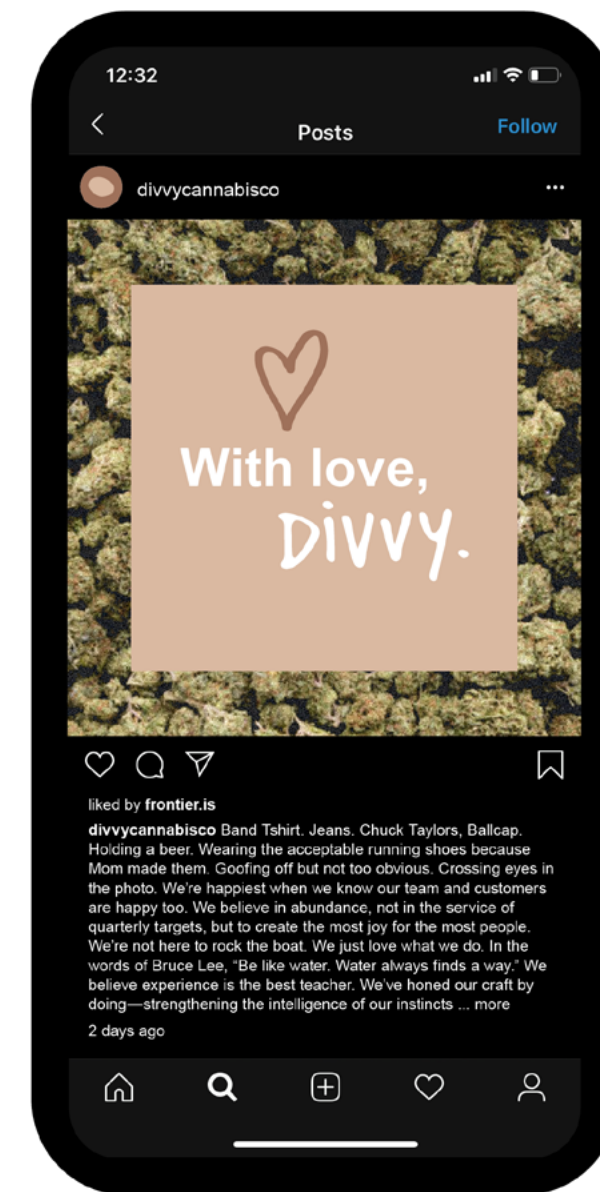 12:32
Posts
Follow
divvycannabisco
With love,
Divvy.
liked by frontier.is
divvycannabisco Band Tshirt. Jeans. Chuck Taylors, Ballcap.
Holding a beer. Wearing the acceptable running shoes because
Mom made them. Goofing off but not too obvious. Crossing eyes in
the photo. We're happiest when we know our team and customers
are happy too. We believe in abundance, not in the service of
quarterly targets, but to create the most joy for the most people.
We're not here to rock the boat. We just love what we do. In the
words of Bruce Lee, “Be like water. Water always finds a way.” We
believe experience is the best teacher. We've honed our craft by
doing—strengthening the intelligence of our instincts ... more
2 days ago